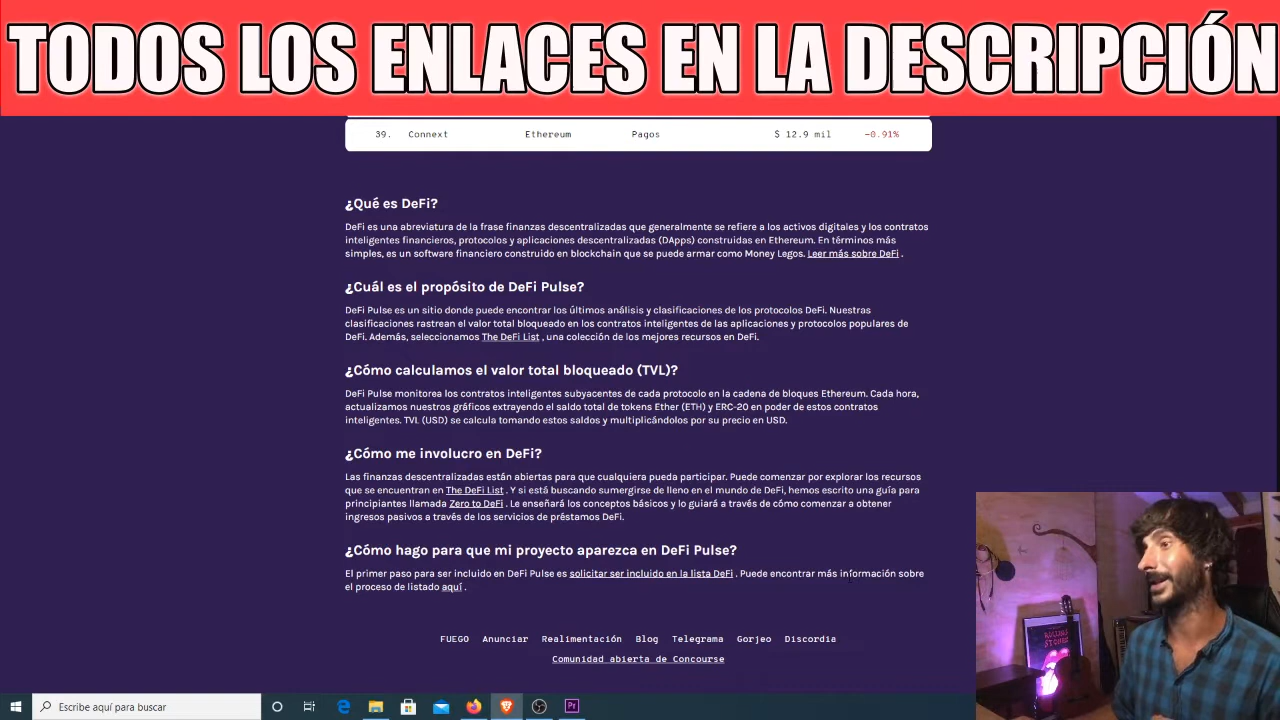 TODOS LOS ENLACES EN LA DESCRIPCIÓN
39. Connext Ethereum Pagos $ 12.9 mil -0.91%
¿Qué es DeFi?
DeFi es una abreviatura de la frase finanzas descentralizadas que generalmente se refiere a los activos digitales y los contratos
inteligentes financieros, protocolos y aplicaciones descentralizadas (DApps) construidas en Ethereum. En términos más
simples, es un software financiero construido en blockchain que se puede armar como Money Legos. Leer más sobre DeFi .
¿Cuál es el propósito de DeFi Pulse?
DeFi Pulse es un sitio donde puede encontrar los últimos análisis y clasificaciones de los protocolos DeFi. Nuestras
clasificaciones rastrean el valor total bloqueado en los contratos inteligentes de las aplicaciones y protocolos populares de
DeFi. Además, seleccionamos The DeFi List , una colección de los mejores recursos en DeFi.
¿Cómo calculamos el valor total bloqueado (TVL)?
DeFi Pulse monitorea los contratos inteligentes subyacentes de cada protocolo en la cadena de bloques Ethereum. Cada hora,
actualizamos nuestros gráficos extrayendo el saldo total de tokens Ether (ETH) y ERC-20 en poder de estos contratos
inteligentes. TVL (USD) se calcula tomando estos saldos y multiplicándolos por su precio en USD.
¿Cómo me involucro en DeFi?
Las finanzas descentralizadas están abiertas para que cualquiera pueda participar. Puede comenzar por explorar los recursos
que se encuentran en The DeFi List . Y si está buscando sumergirse de lleno en el mundo de DeFi, hemos escrito una guía para
principiantes llamada Zero to DeFi . Le enseñará los conceptos básicos y lo guiará a través de cómo comenzar a obtener
ingresos pasivos a través de los servicios de préstamos DeFi.
¿Cómo hago para que mi proyecto aparezca en DeFi Pulse?
El primer paso para ser incluido en DeFi Pulse es solicitar ser incluido en la lista DeFi . Puede encontrar más información sobre
el proceso de listado aquí .
FUEGO Anunciar Realimentación Blog Telegrama Gorjeo Discordia
Comunidad abierta de Concourse
ROLLING
STONES
Escribe aquí para buscar
Pr